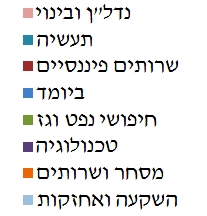 נדל"ן ובינוי
תעשיה
שרותים פיננסיים
ביומד
חיפושי נפט וגז
טכנולוגיה
מסחר ושרותים
השקעה ואחזקות